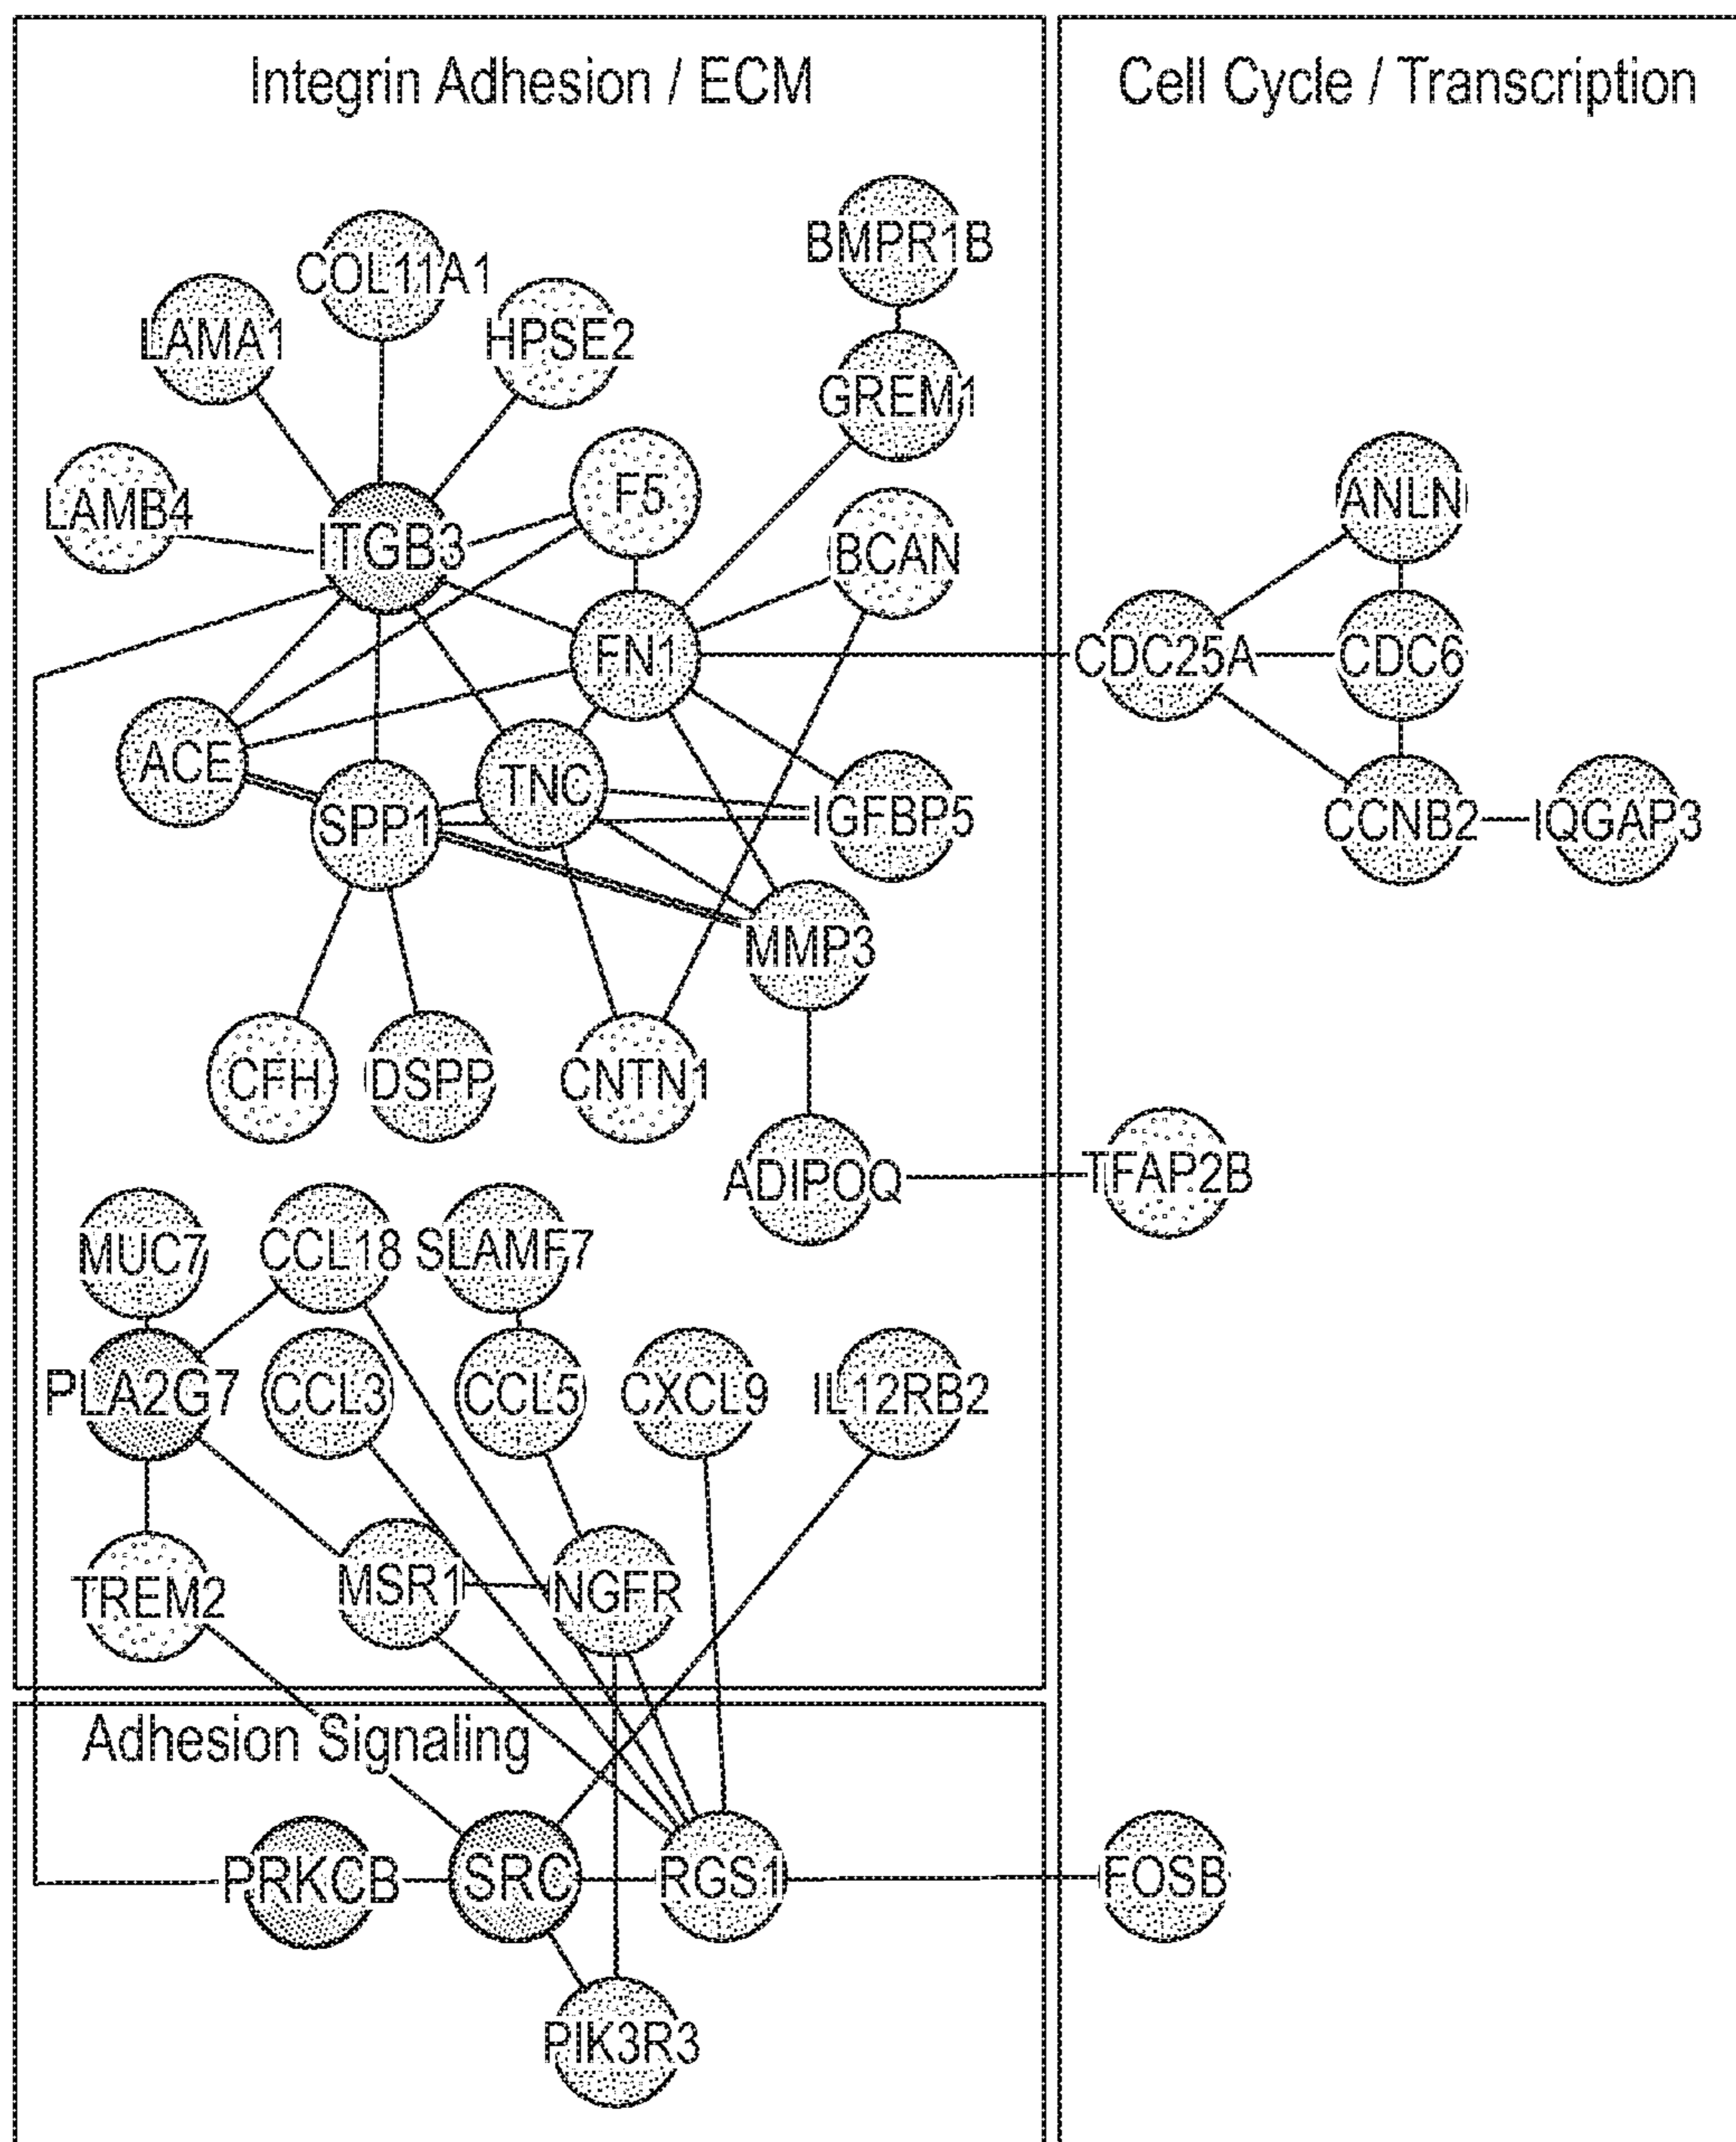 Integrin Adhesion / ECM
Cell Cycle / Transcription
BMPR1B
COL11A1
LAMA1
HPSE2
GREM1
LAMB4
F5
ANLN
ITGB3
BCAN
FN1
CDC25A
CDC6
ACE
TNC
SPP1
IGFBP5
CCNB2
IQGAP3
MMP3
CFH
DSPP
CNTN1
ADIPOQ
TFAP2B
MUC7
CCL18
SLAMF7
PLA2G7
CCL3
CCL5
CXCL9
IL12RB2
TREM2
MSR1
NGFR
Adhesion Signaling
PRKCB
SRC
RGS1
FOSB
PIK3R3